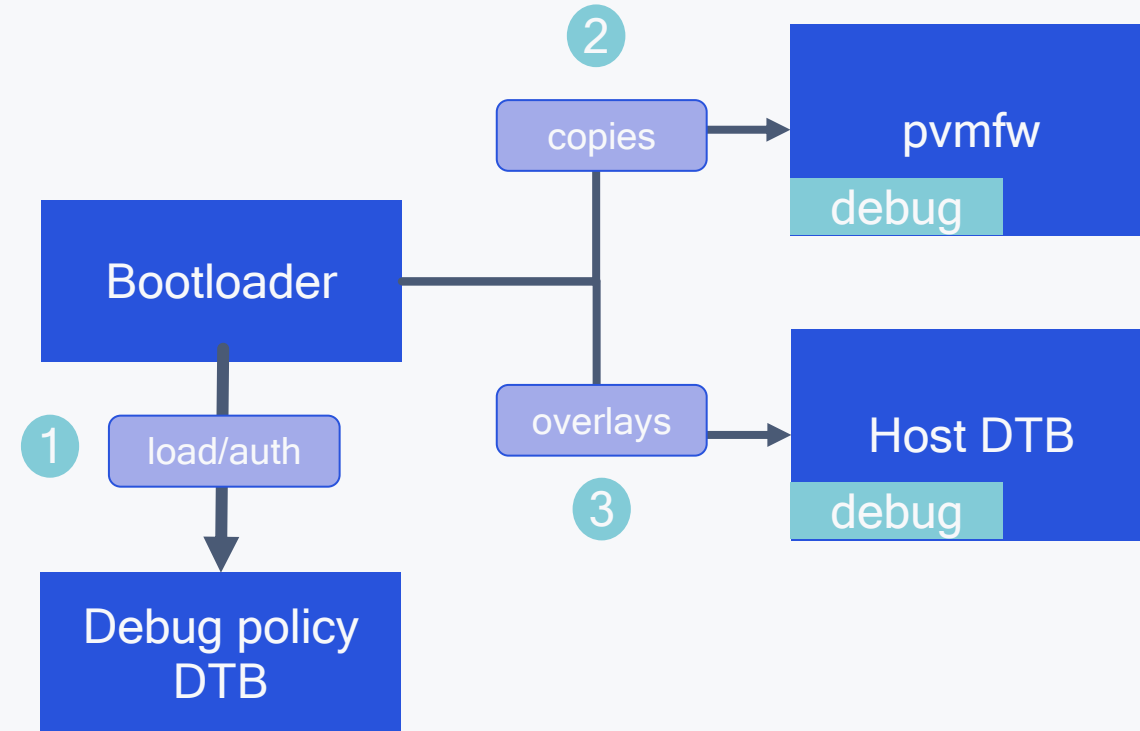 2
copies
pvmfw
debug
Bootloader
1
load/auth
overlays
Host DTB
debug
3
Debug policy
DTB